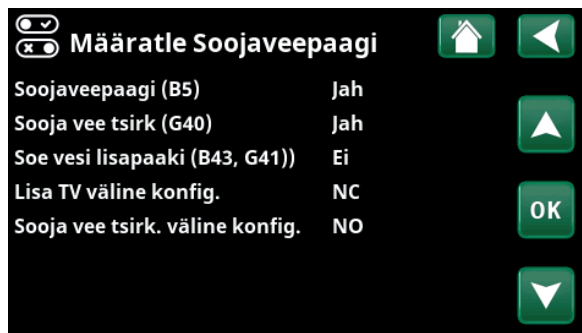 Määratle Soojaveepaagi
Soojaveepaagi (B5) Jah
Sooja vee tsirk (G40) Jah
Soe vesi lisapaaki (B43, G41)) Ei
Lisa TV väline konfig. NC
Sooja vee tsirk. väline konfig. NO
OK